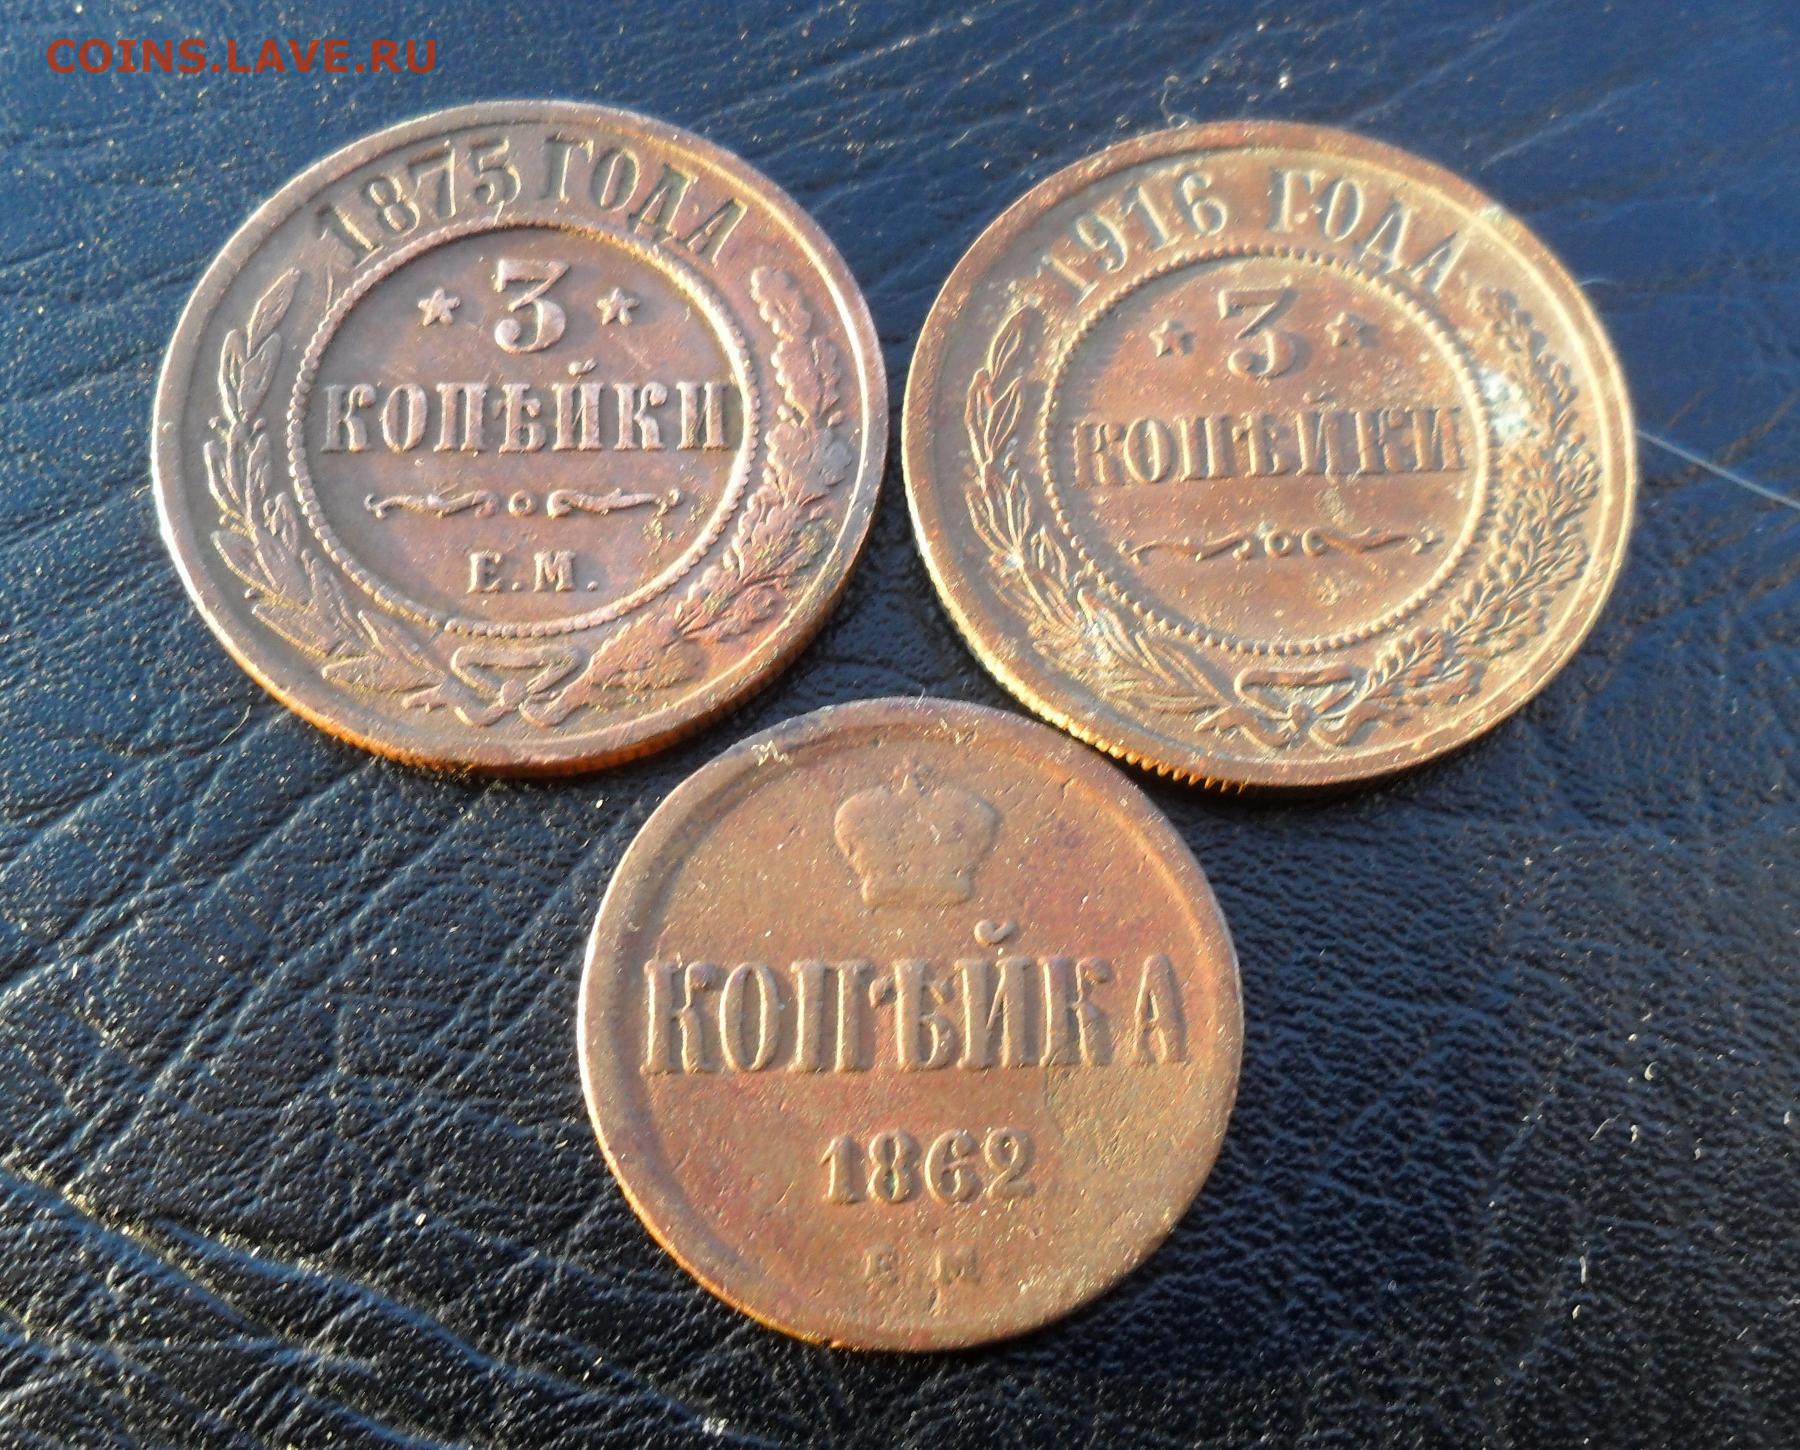 COINS.LAVE.RU
1875 ГОДА
3
КОПѢЙКИ
Е.М.
1916 ГОДА
3
КОПѢЙКИ
КОПѢЙКА
1862
Е.М.